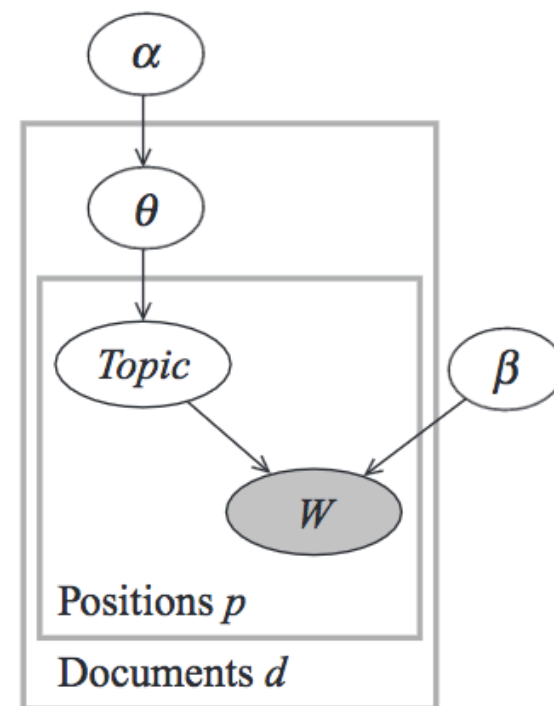 α
θ
Topic
β
W
Positions p
Documents d